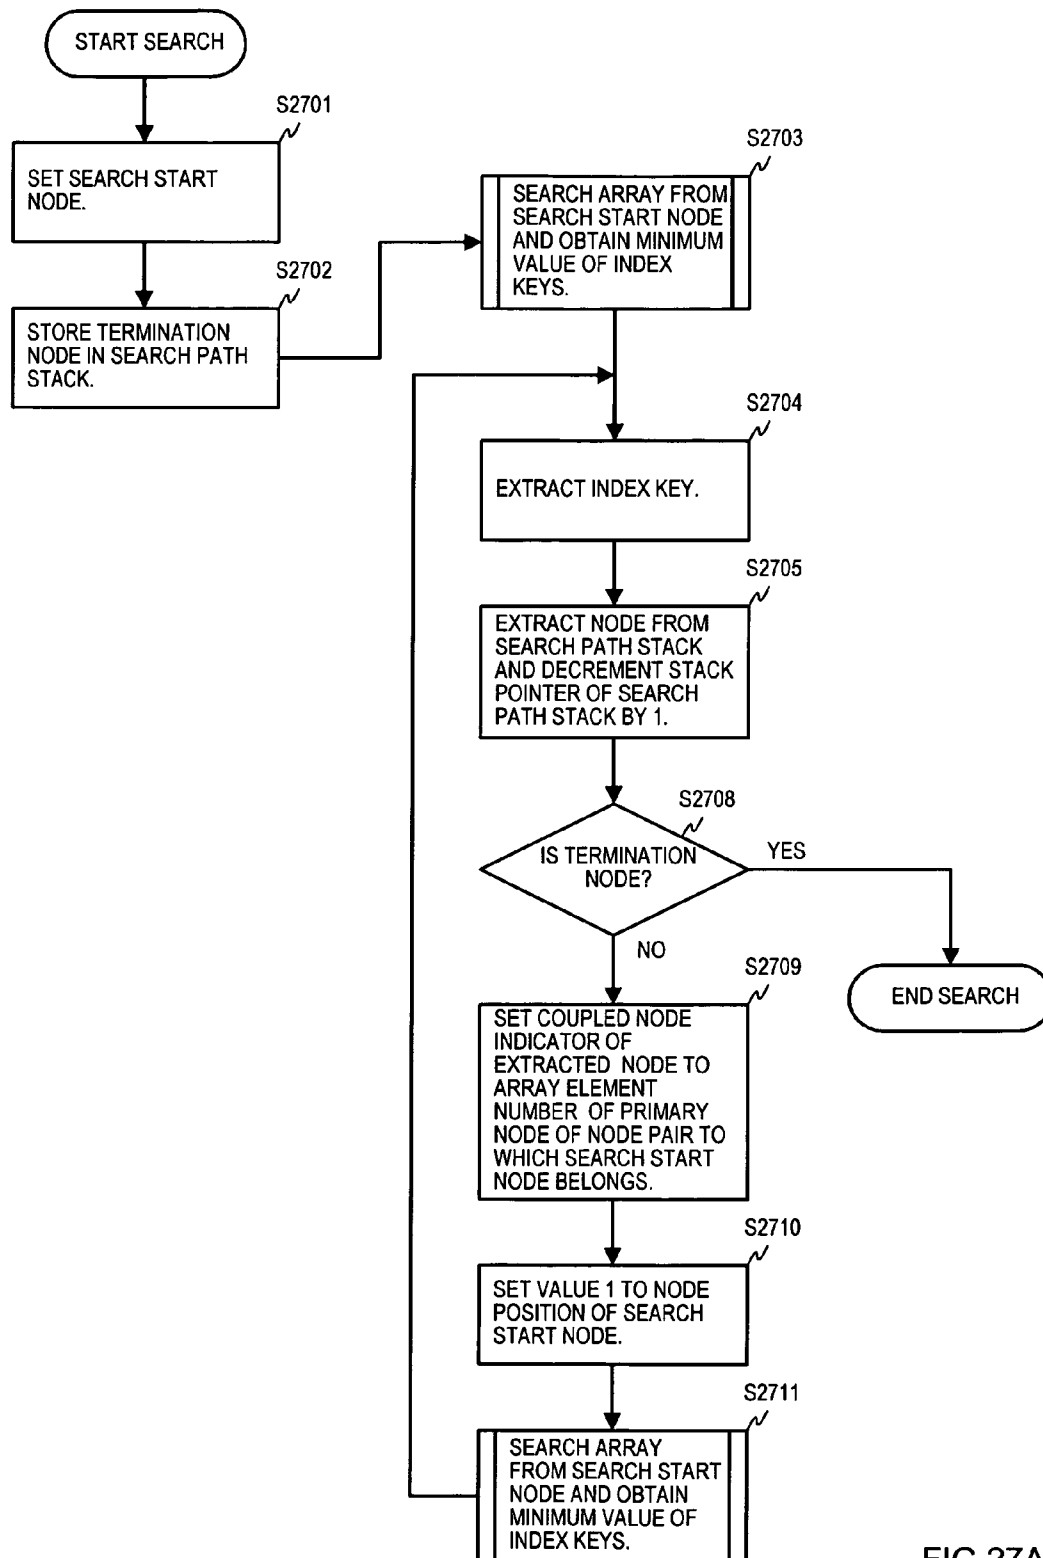 START SEARCH
S2701
SET SEARCH START
NODE.
S2702
STORE TERMINATION
NODE IN SEARCH PATH
STACK.
S2703
SEARCH ARRAY FROM
SEARCH START NODE
AND OBTAIN MINIMUM
VALUE OF INDEX
KEYS.
S2704
EXTRACT INDEX KEY.
S2705
EXTRACT NODE FROM
SEARCH PATH STACK
AND DECREMENT STACK
POINTER OF SEARCH
PATH STACK BY 1.
S2708
IS TERMINATION
NODE?
YES
NO
END SEARCH
S2709
SET COUPLED NODE
INDICATOR OF
EXTRACTED NODE TO
ARRAY ELEMENT
NUMBER OF PRIMARY
NODE OF NODE PAIR TO
WHICH SEARCH START
NODE BELONGS.
S2710
SET VALUE 1 TO NODE
POSITION OF SEARCH
START NODE.
S2711
SEARCH ARRAY
FROM SEARCH START
NODE AND OBTAIN
MINIMUM VALUE OF
INDEX KEYS.
FIG.27A